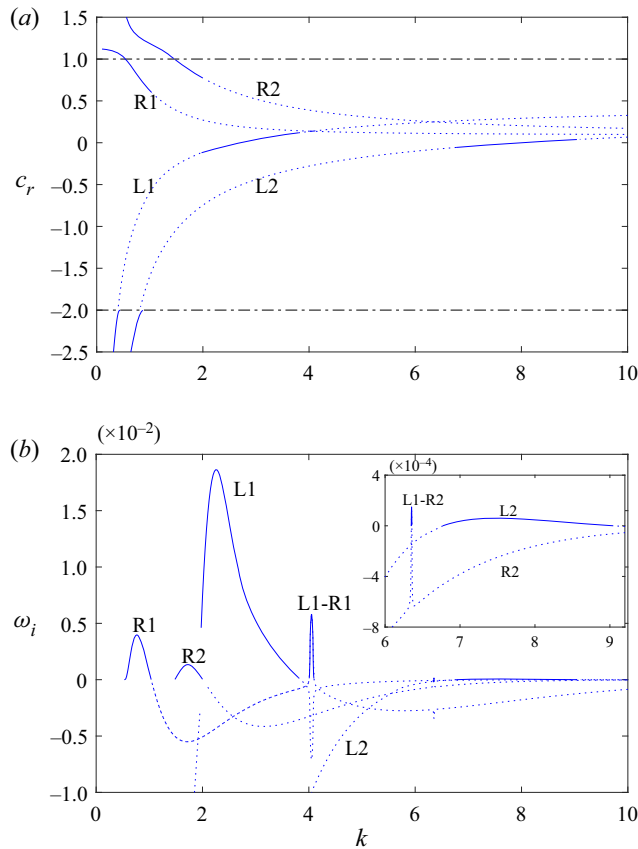 (a)
1.5
1.0
0.5
0
–0.5
–1.0
–1.5
–2.0
–2.5
c_r
R1
R2
L1
L2
0 2 4 6 8 10
k
(b)
(×10⁻²)
2.0
1.5
1.0
0.5
0
–0.5
–1.0
ω_i
R1
R2
L1
L1-R1
L2
(×10⁻⁴)
4
0
–4
–8
L1-R2
L2
R2
6 7 8 9
0 2 4 6 8 10
k